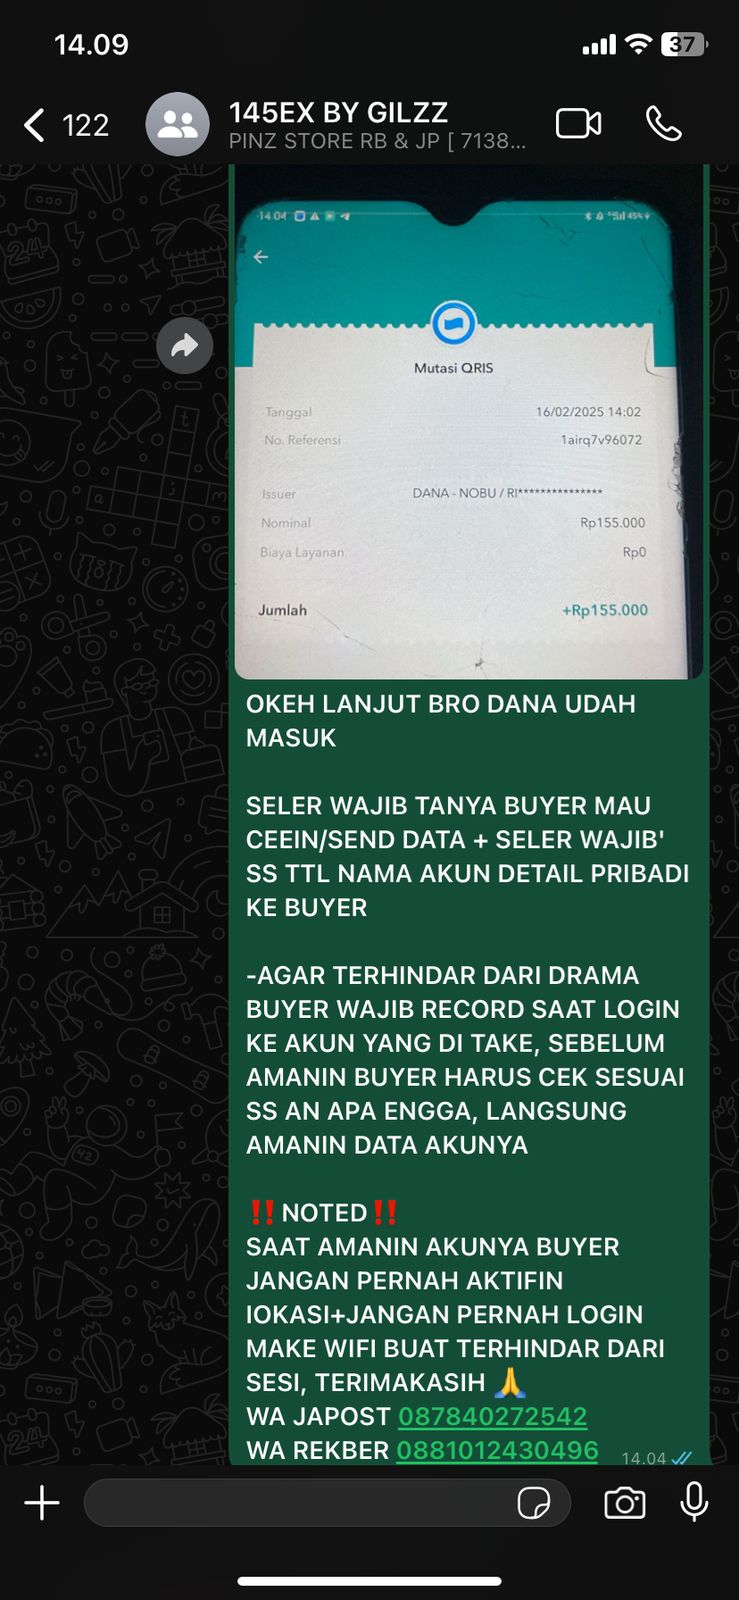 14.09
37
122
145EX BY GILZZ
PINZ STORE RB & JP [ 7138...
14.04
45%
Mutasi QRIS
Tanggal 16/02/2025 14:02
No. Referensi 1airq7v96072
Issuer DANA - NOBU / RI***************
Nominal Rp155.000
Biaya Layanan Rp0
Jumlah +Rp155.000
OKEH LANJUT BRO DANA UDAH
MASUK
SELER WAJIB TANYA BUYER MAU
CEEIN/SEND DATA + SELER WAJIB'
SS TTL NAMA AKUN DETAIL PRIBADI
KE BUYER
-AGAR TERHINDAR DARI DRAMA
BUYER WAJIB RECORD SAAT LOGIN
KE AKUN YANG DI TAKE, SEBELUM
AMANIN BUYER HARUS CEK SESUAI
SS AN APA ENGGA, LANGSUNG
AMANIN DATA AKUNYA
‼️NOTED‼️
SAAT AMANIN AKUNYA BUYER
JANGAN PERNAH AKTIFIN
lOKASI+JANGAN PERNAH LOGIN
MAKE WIFI BUAT TERHINDAR DARI
SESI, TERIMAKASIH 🙏
WA JAPOST 087840272542
WA REKBER 0881012430496
14.04